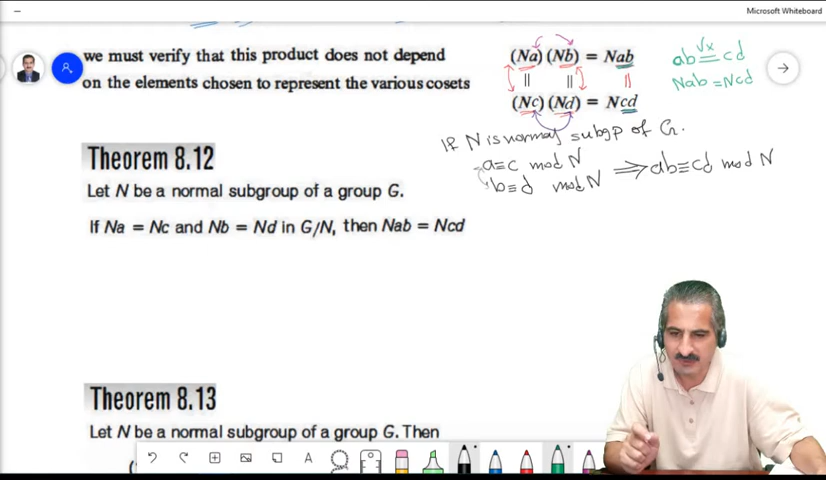 Microsoft Whiteboard
we must verify that this product does not depend
on the elements chosen to represent the various cosets
(Na)(Nb) = Nab
(Nc)(Nd) = Ncd
ab = cd
Nab = Ncd
If N is normal subgp of G.
a≡c mod N
b≡d mod N ⟹ ab≡cd mod N
Theorem 8.12
Let N be a normal subgroup of a group G.
If Na = Nc and Nb = Nd in G/N, then Nab = Ncd
Theorem 8.13
Let N be a normal subgroup of a group G. Then